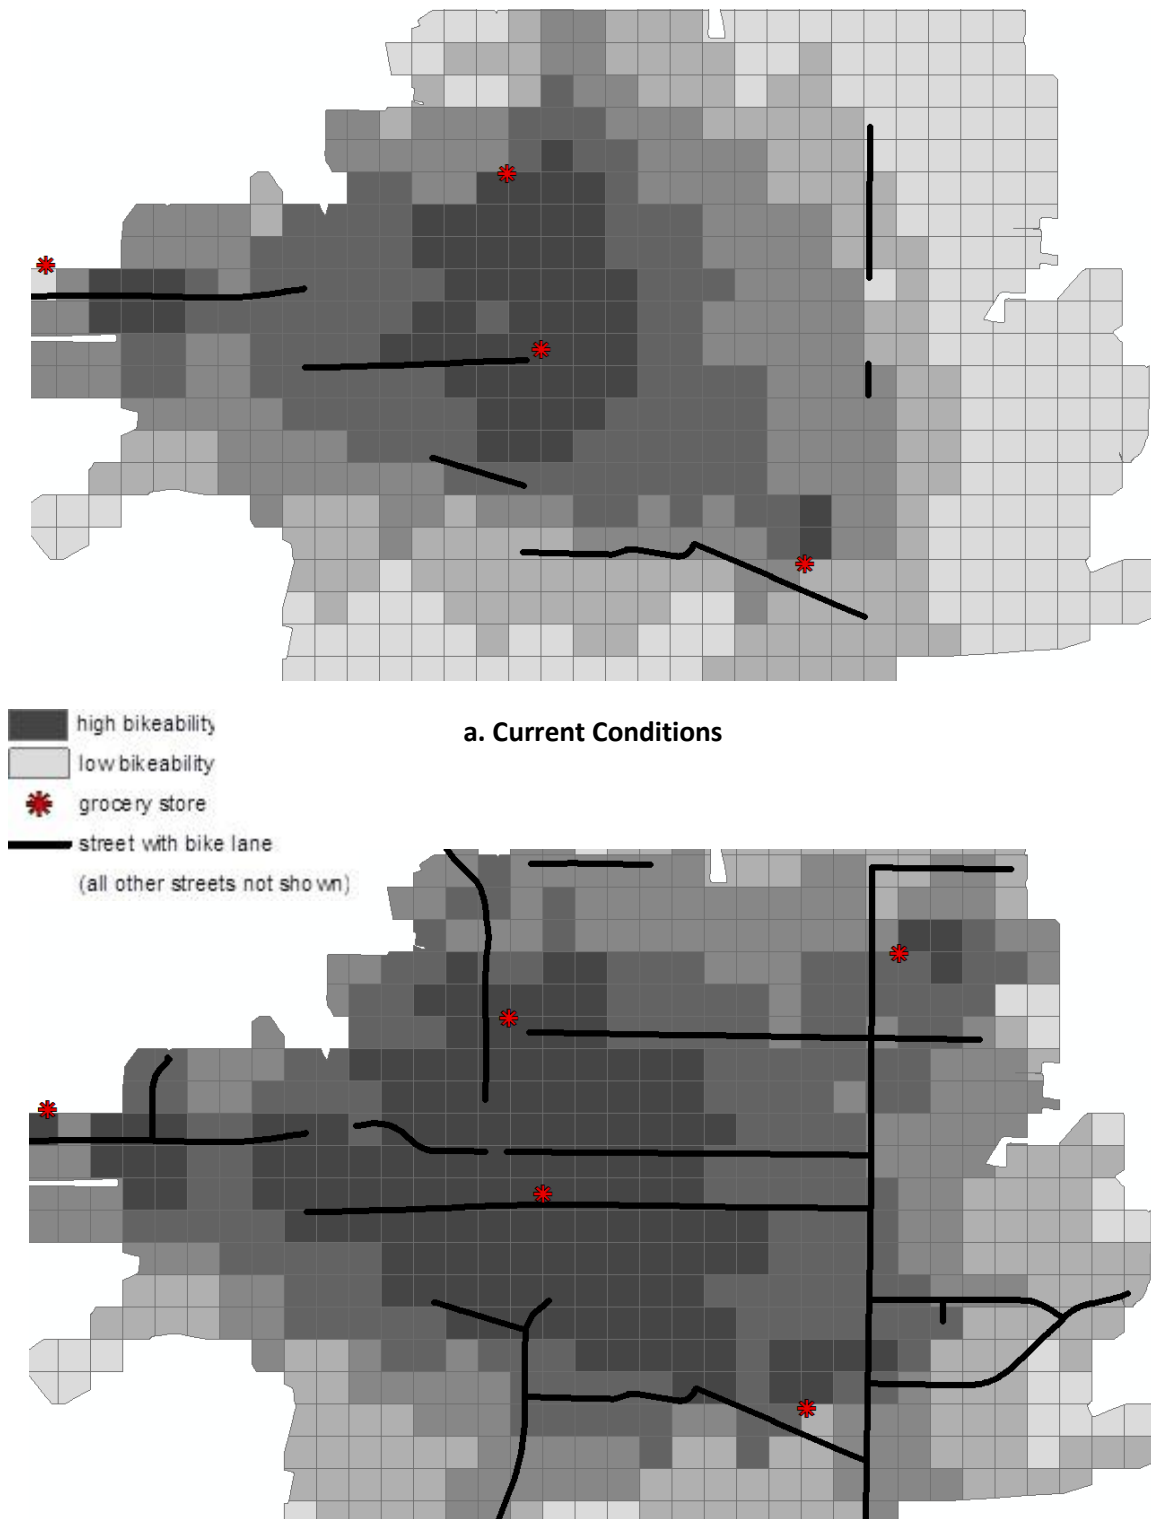 a. Current Conditions
high bikeability
low bikeability
grocery store
street with bike lane
(all other streets not shown)